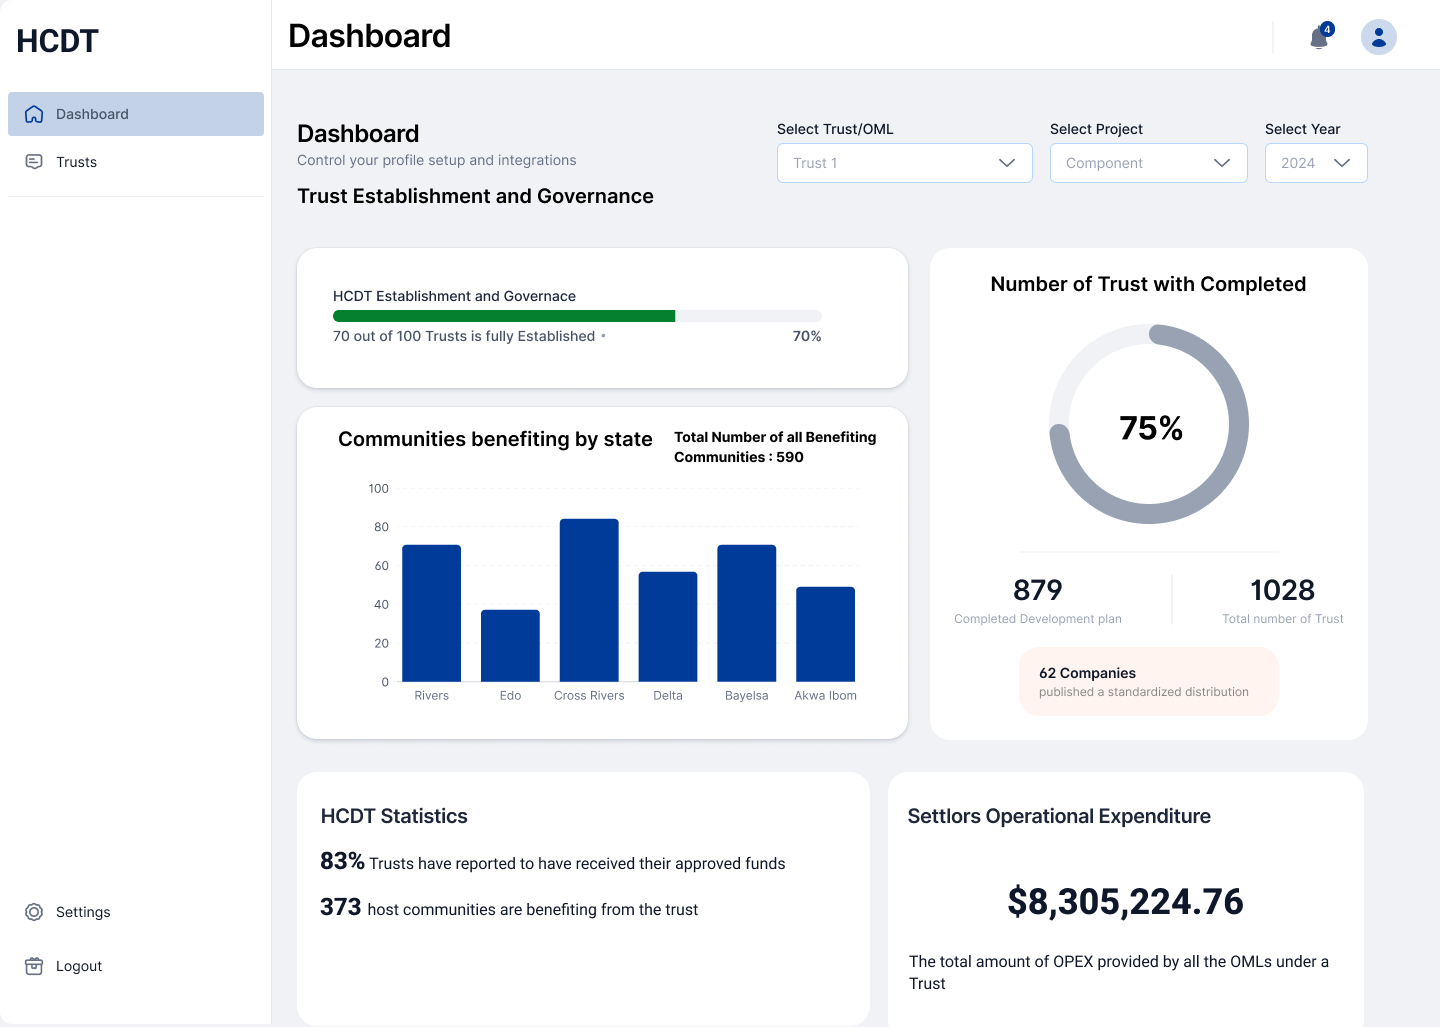 HCDT
Dashboard
4
Dashboard
Trusts
Settings
Logout
Dashboard
Control your profile setup and integrations
Trust Establishment and Governance
Select Trust/OML
Trust 1
Select Project
Component
Select Year
2024
HCDT Establishment and Governace
70 out of 100 Trusts is fully Established •
70%
Communities benefiting by state
Total Number of all Benefiting
Communities : 590
100
80
60
40
20
0
Rivers
Edo
Cross Rivers
Delta
Bayelsa
Akwa Ibom
Number of Trust with Completed
75%
879
Completed Development plan
1028
Total number of Trust
62 Companies
published a standardized distribution
HCDT Statistics
83% Trusts have reported to have received their approved funds
373 host communities are benefiting from the trust
Settlors Operational Expenditure
$8,305,224.76
The total amount of OPEX provided by all the OMLs under a
Trust